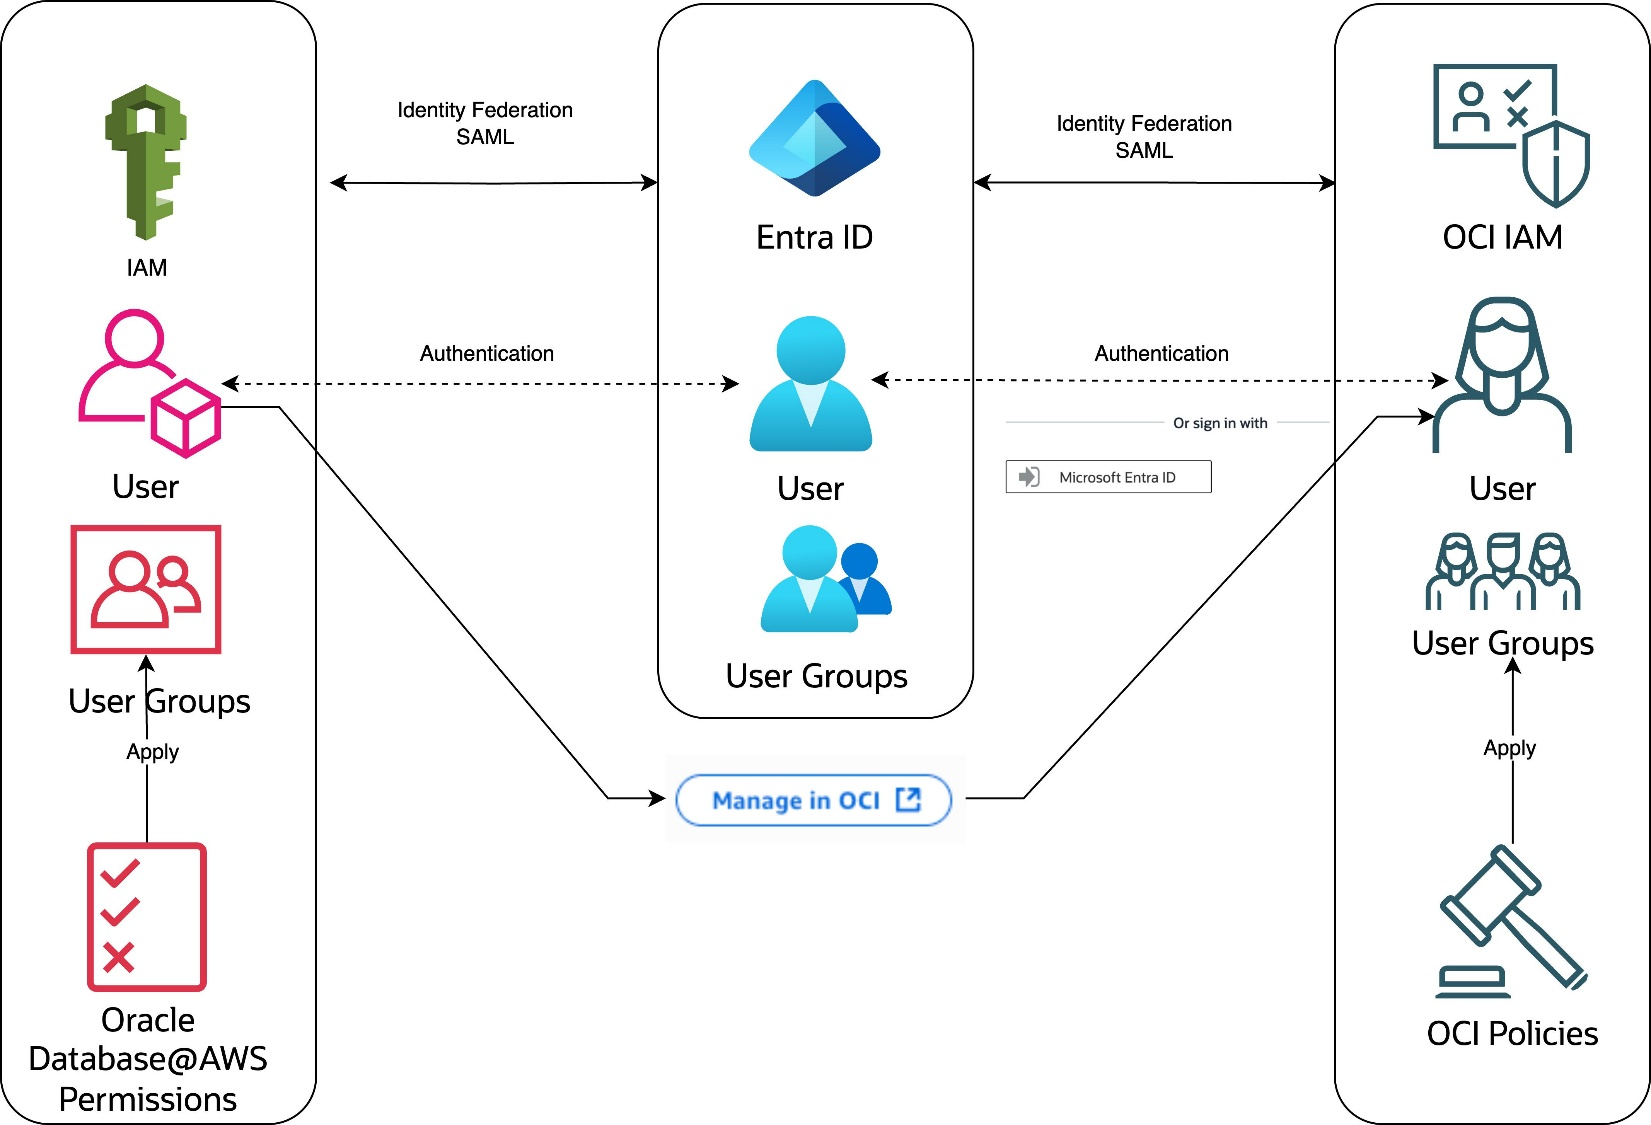 Identity Federation
SAML
Identity Federation
SAML
IAM
Entra ID
OCI IAM
Authentication
Authentication
Or sign in with
Microsoft Entra ID
User
User
User
User Groups
User Groups
User Groups
Apply
Apply
Manage in OCI
Oracle
Database@AWS
Permissions
OCI Policies